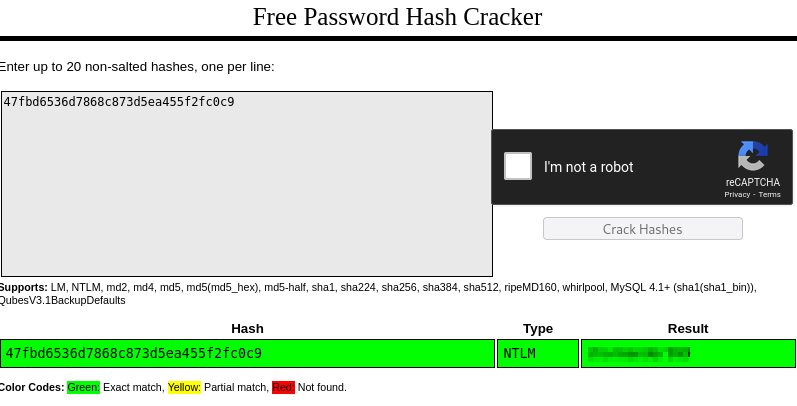 Free Password Hash Cracker
Enter up to 20 non-salted hashes, one per line:
47fbd6536d7868c873d5ea455f2fc0c9
I'm not a robot
reCAPTCHA
Privacy - Terms
Crack Hashes
Supports: LM, NTLM, md2, md4, md5, md5(md5_hex), md5-half, sha1, sha224, sha256, sha384, sha512, ripeMD160, whirlpool, MySQL 4.1+ (sha1(sha1_bin)),
QubesV3.1BackupDefaults
Hash Type Result
47fbd6536d7868c873d5ea455f2fc0c9 NTLM
Color Codes: Green: Exact match, Yellow: Partial match, Red: Not found.